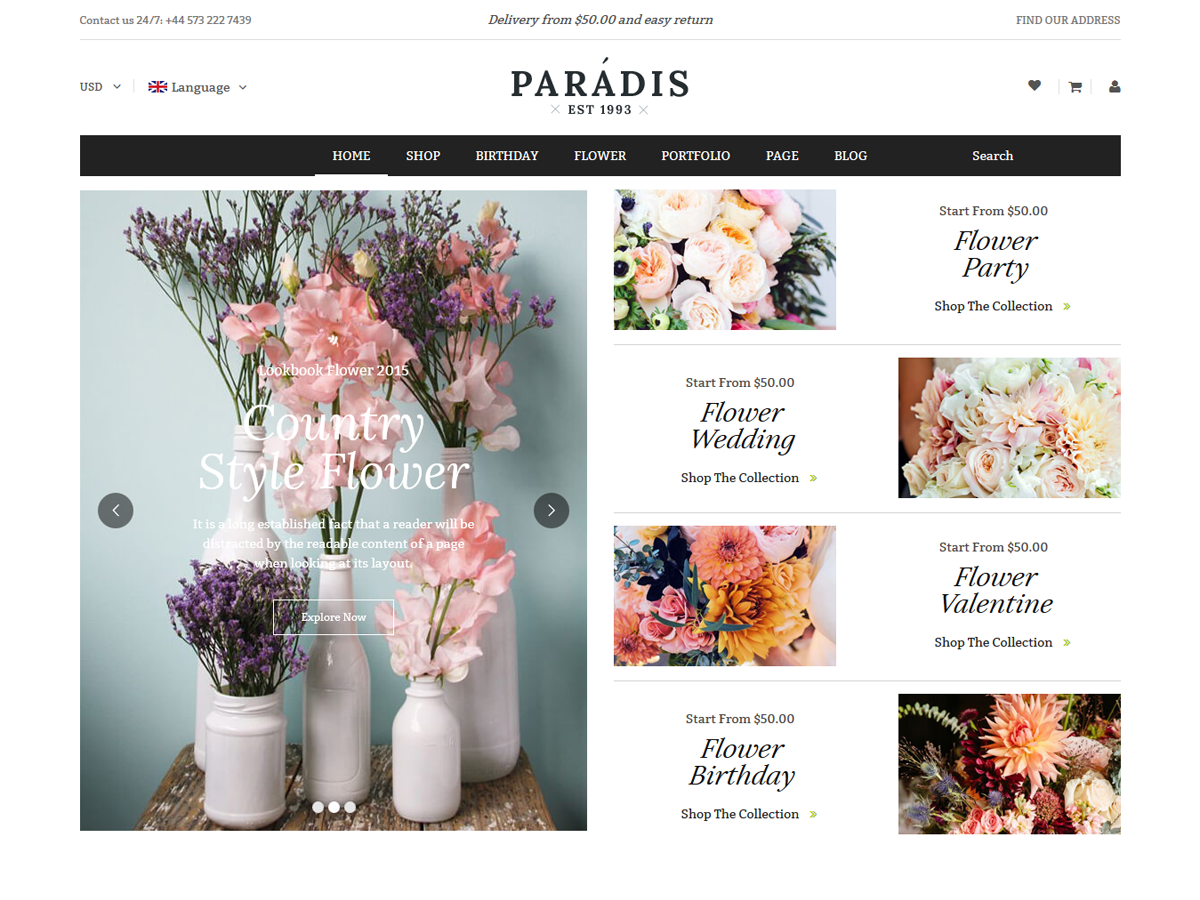 Contact us 24/7: +44 573 222 7439
Delivery from $50.00 and easy return
FIND OUR ADDRESS
USD
Language
PARÁDIS
EST 1993
HOME SHOP BIRTHDAY FLOWER PORTFOLIO PAGE BLOG Search
Lookbook Flower 2015
Country
Style Flower
It is a long established fact that a reader will be
distracted by the readable content of a page
when looking at its layout.
Explore Now
Start From $50.00
Flower
Party
Shop The Collection »
Start From $50.00
Flower
Wedding
Shop The Collection »
Start From $50.00
Flower
Valentine
Shop The Collection »
Start From $50.00
Flower
Birthday
Shop The Collection »